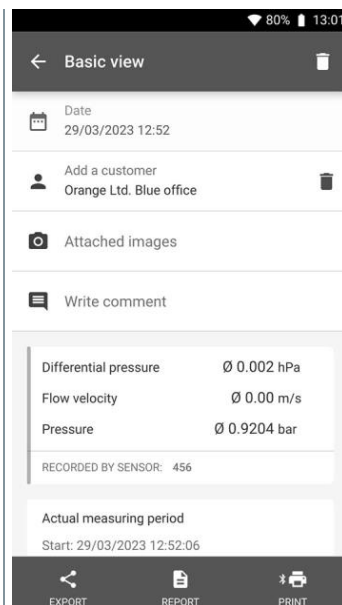 80% 13:01
Basic view
Date
29/03/2023 12:52
Add a customer
Orange Ltd. Blue office
Attached images
Write comment
Differential pressure Ø 0.002 hPa
Flow velocity Ø 0.00 m/s
Pressure Ø 0.9204 bar
RECORDED BY SENSOR: 456
Actual measuring period
Start: 29/03/2023 12:52:06
EXPORT REPORT PRINT